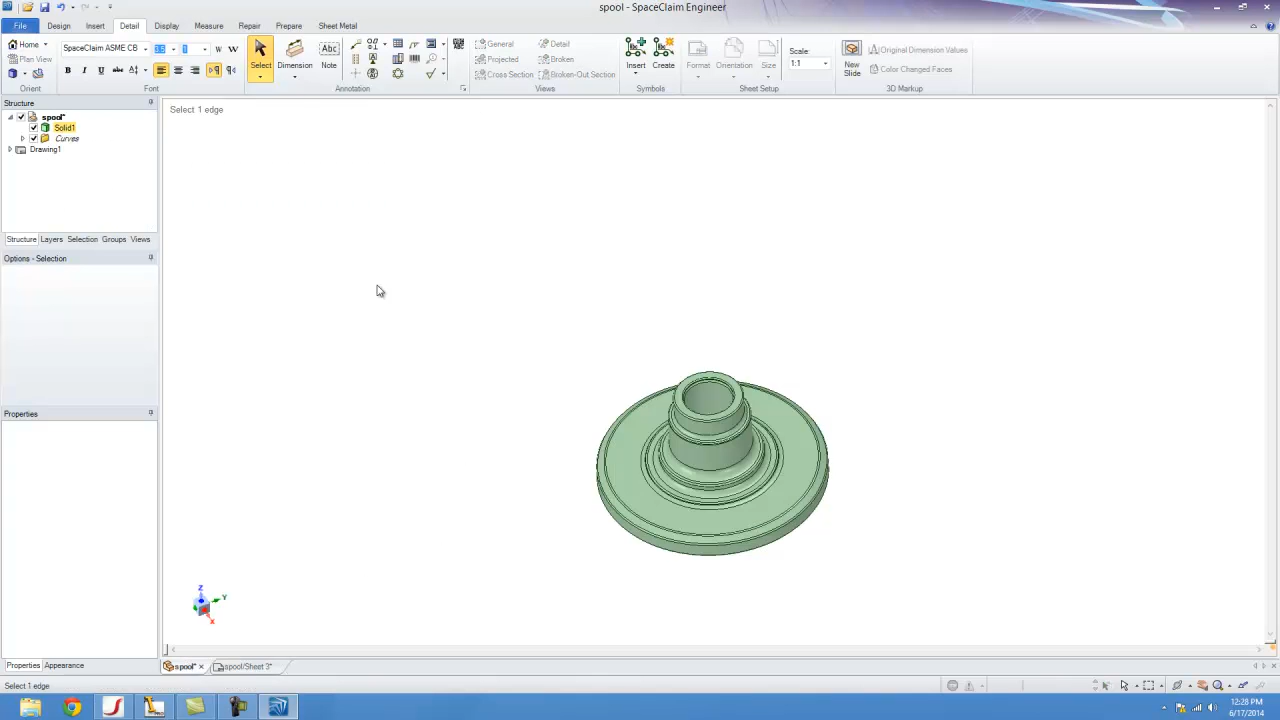 spool - SpaceClaim Engineer
File Design Insert Detail Display Measure Repair Prepare Sheet Metal
Home
Plan View
Orient
SpaceClaim ASME CB
Font
Select
Dimension
Abc
Note
Annotation
General
Projected
Cross Section
Detail
Broken
Broken-Out Section
Views
Insert
Create
Symbols
Format
Orientation
Size
Scale:
1:1
Sheet Setup
New
Slide
Original Dimension Values
Color Changed Faces
3D Markup
Structure
spool*
Solid1
Curves
Drawing1
Structure Layers Selection Groups Views
Options - Selection
Properties
Properties Appearance
Select 1 edge
Z
Y
X
spool* spool/Sheet 3*
Select 1 edge
12:28 PM
6/17/2014